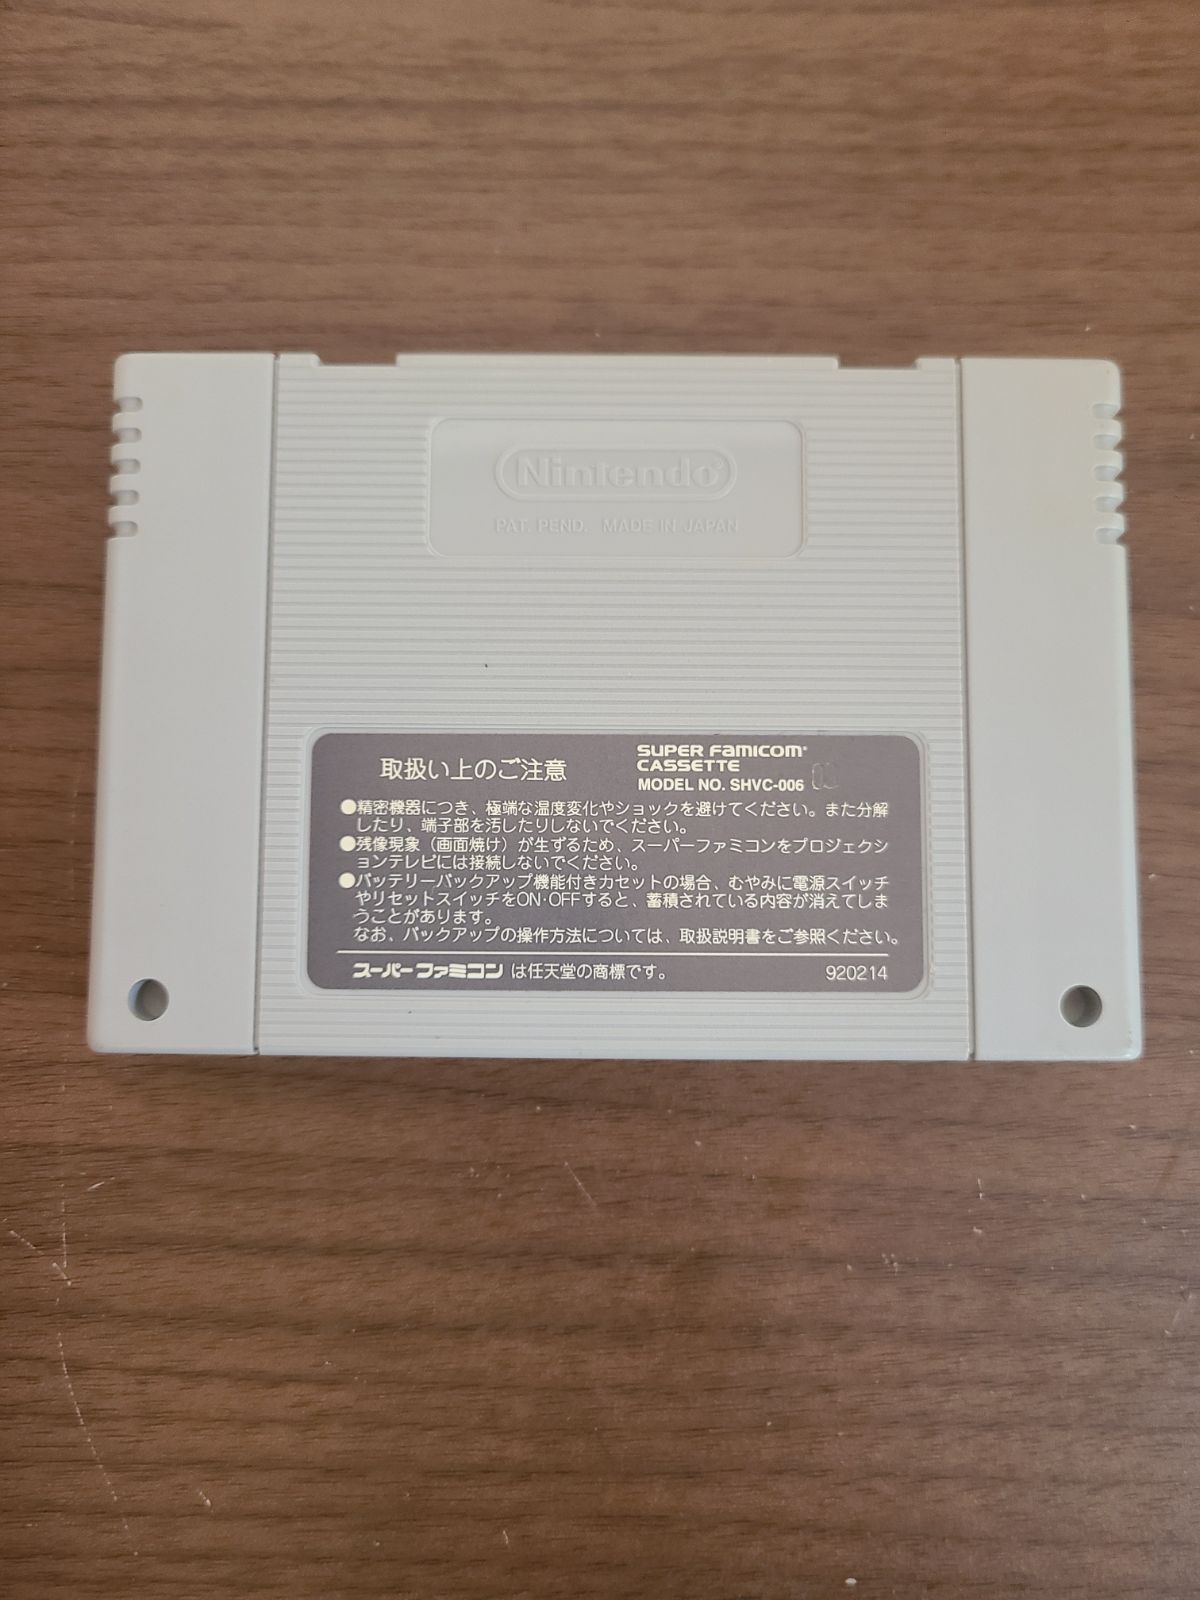 Nintendo®
PAT. PEND. MADE IN JAPAN
取扱い上のご注意
SUPER FAMICOM®
CASSETTE
MODEL NO. SHVC-006
●精密機器につき、極端な温度変化やショックを避けてください。また分解
したり、端子部を汚したりしないでください。
●残像現象（画面焼け）が生ずるため、スーパーファミコンをプロジェクシ
ョンテレビには接続しないでください。
●バッテリーバックアップ機能付きカセットの場合、むやみに電源スイッチ
やリセットスイッチをON・OFFすると、蓄積されている内容が消えてしま
うことがあります。
なお、バックアップの操作方法については、取扱説明書をご参照ください。
スーパーファミコン は任天堂の商標です。
920214